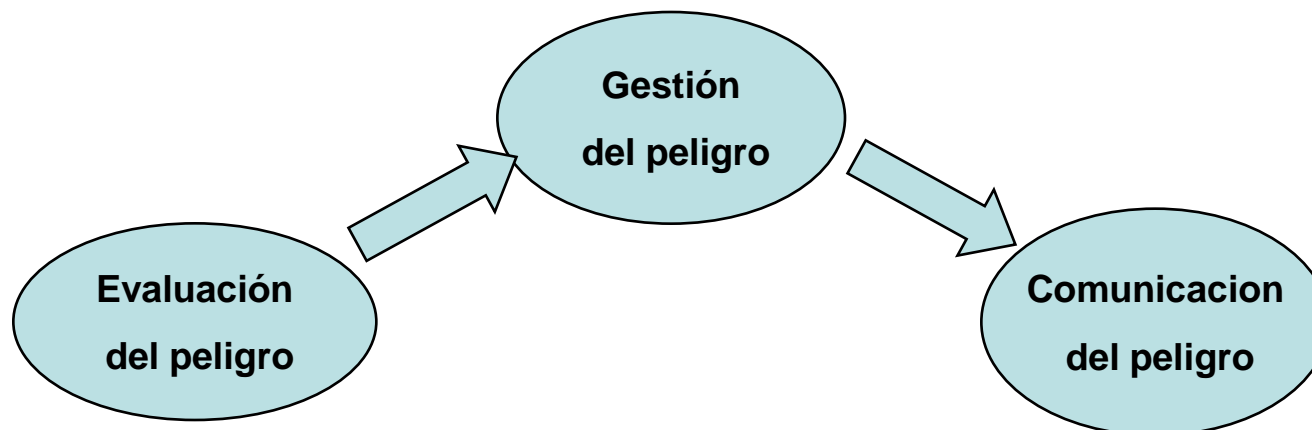 Gestión
del peligro
Evaluación
del peligro
Comunicacion
del peligro